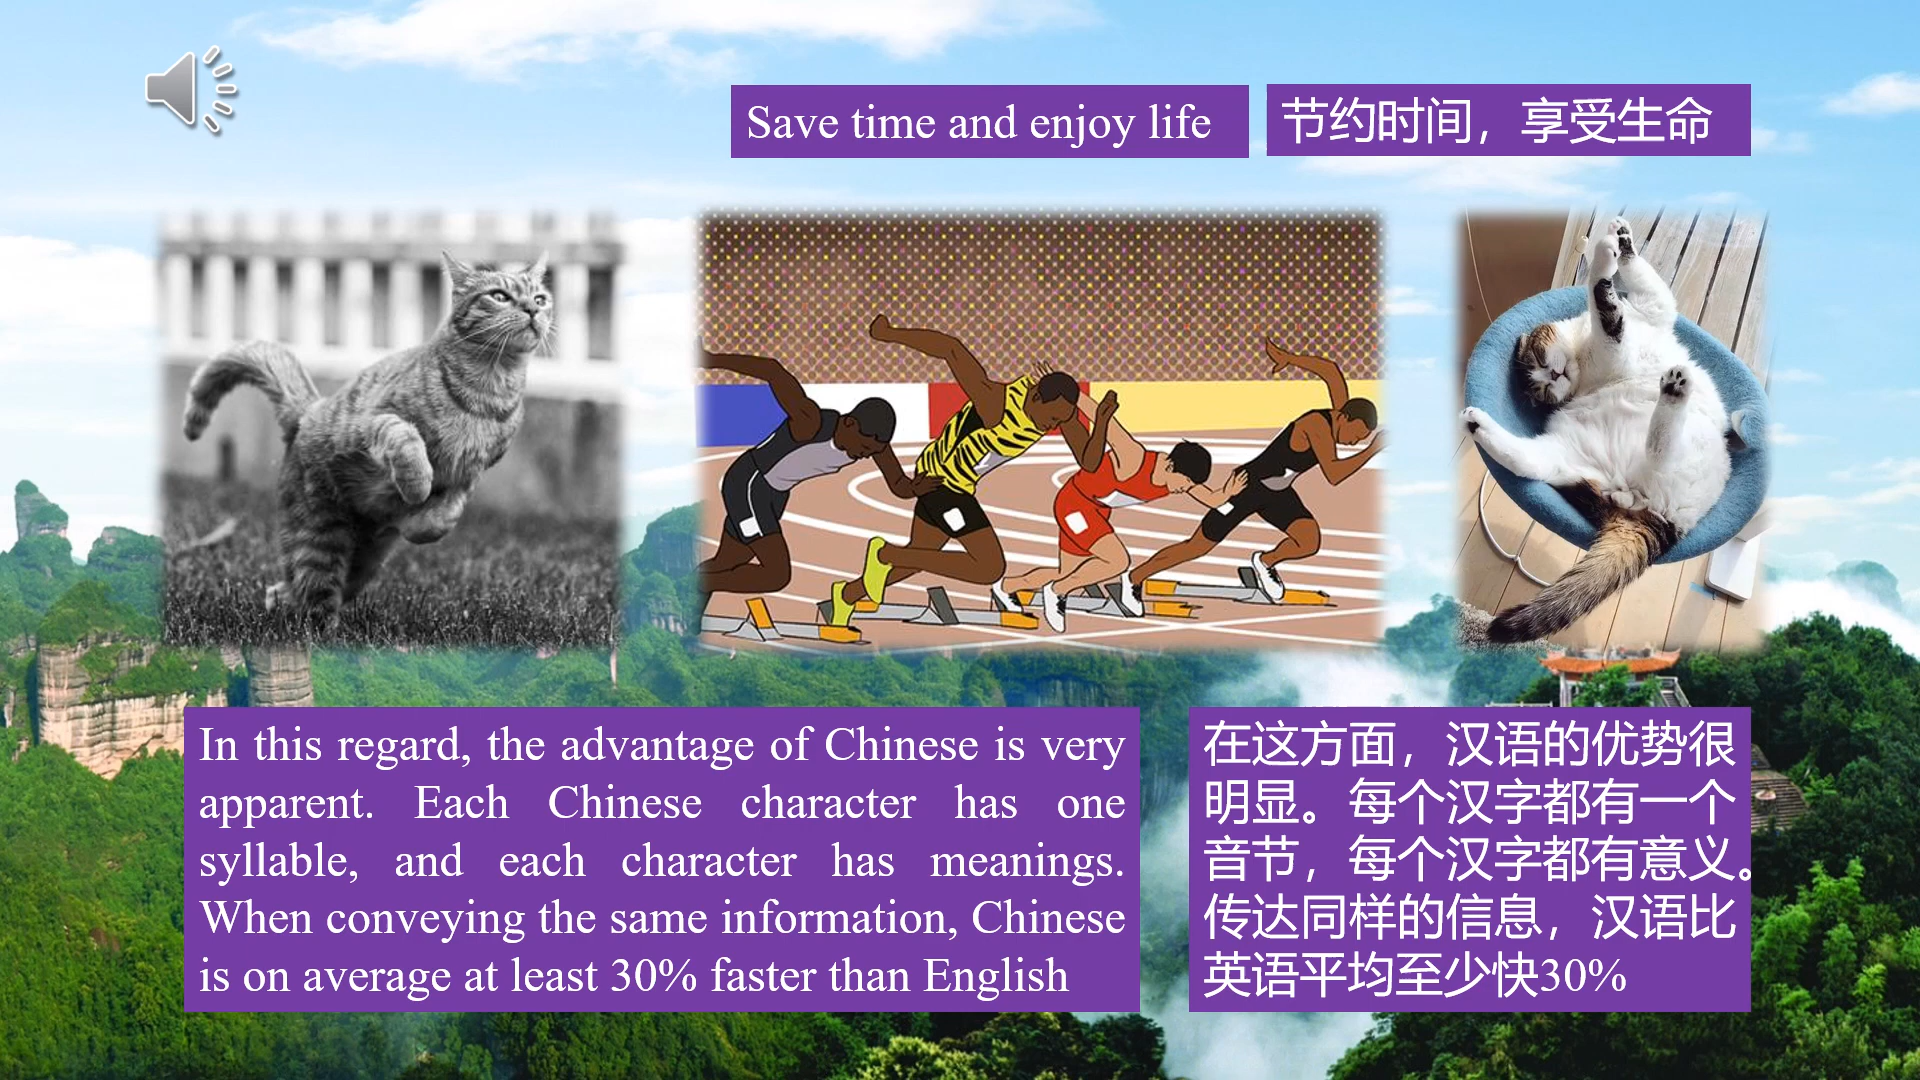 Save time and enjoy life
节约时间，享受生命
In this regard, the advantage of Chinese is very
apparent. Each Chinese character has one
syllable, and each character has meanings.
When conveying the same information, Chinese
is on average at least 30% faster than English
在这方面，汉语的优势很
明显。每个汉字都有一个
音节，每个汉字都有意义。
传达同样的信息，汉语比
英语平均至少快30%